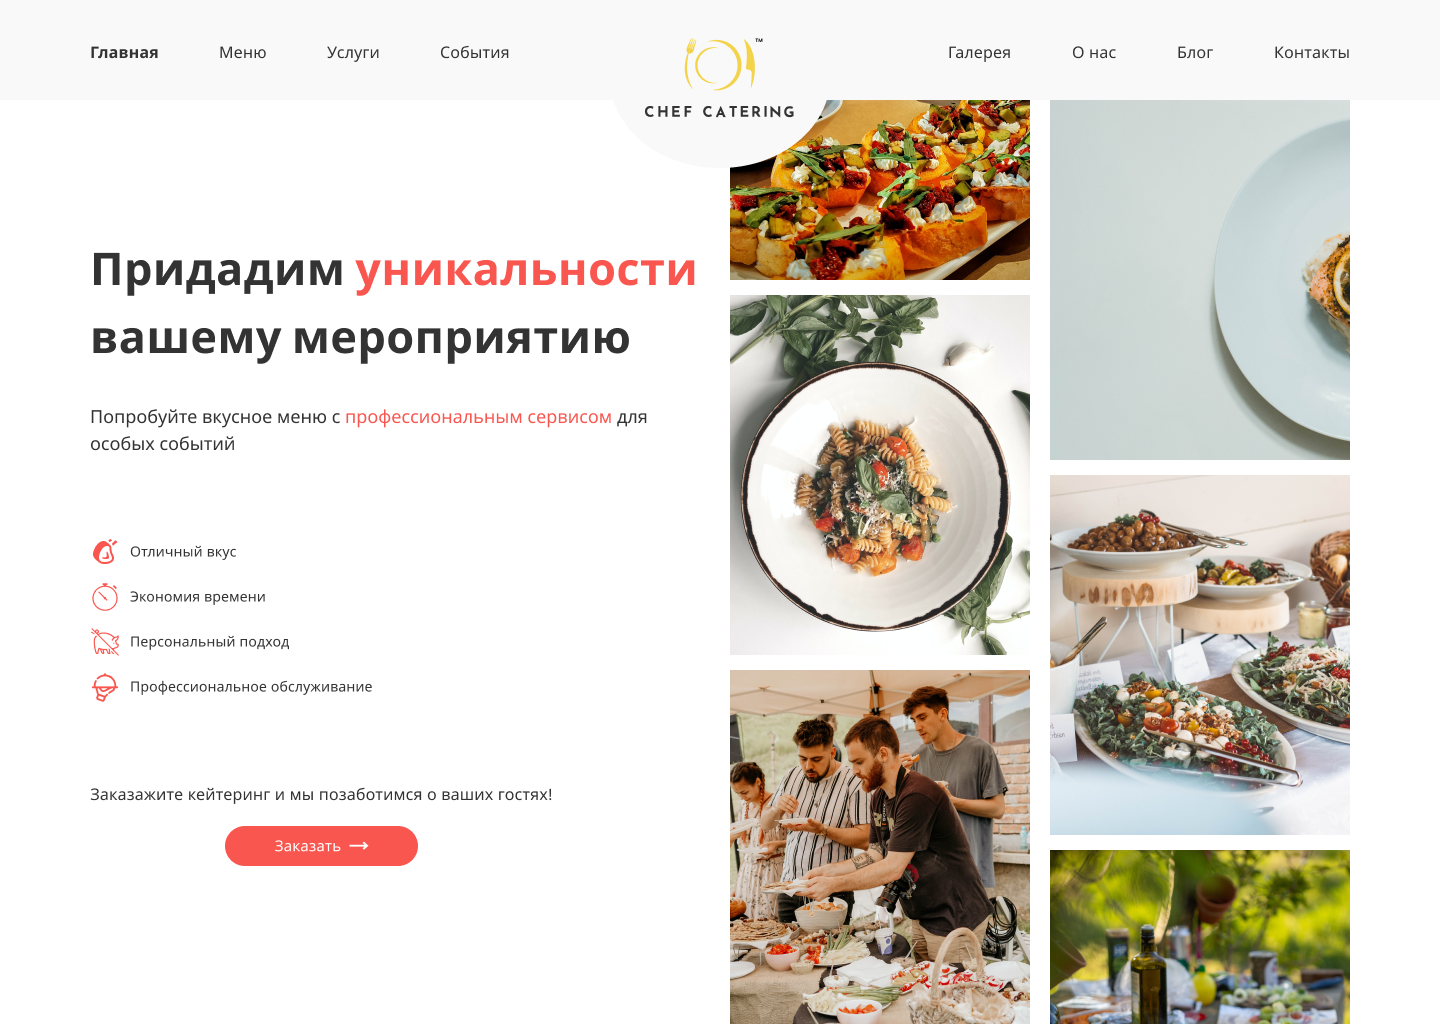 Главная Меню Услуги События
™
CHEF CATERING
Галерея О нас Блог Контакты
Придадим уникальности
вашему мероприятию
Попробуйте вкусное меню с профессиональным сервисом для
особых событий
Отличный вкус
Экономия времени
Персональный подход
Профессиональное обслуживание
Заказажите кейтеринг и мы позаботимся о ваших гостях!
Заказать →